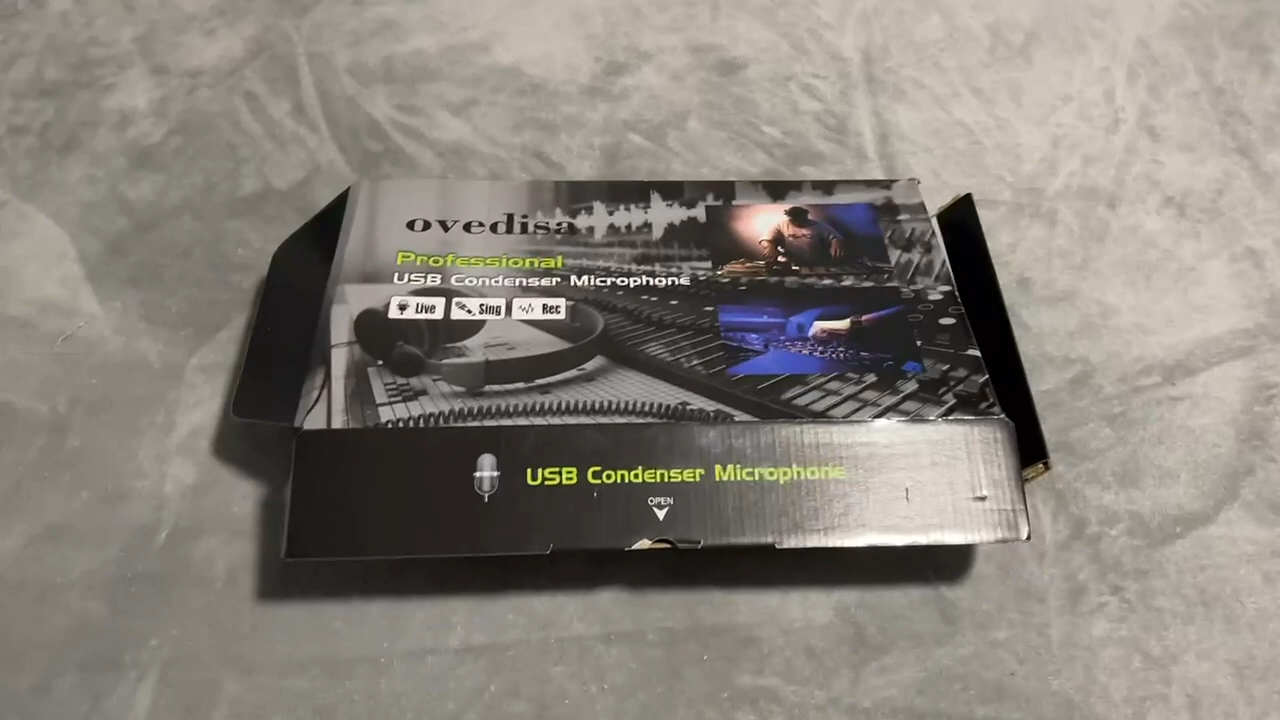 ovedisa
Professional
USB Condenser Microphone
Live Sing Rec
USB Condenser Microphone
OPEN